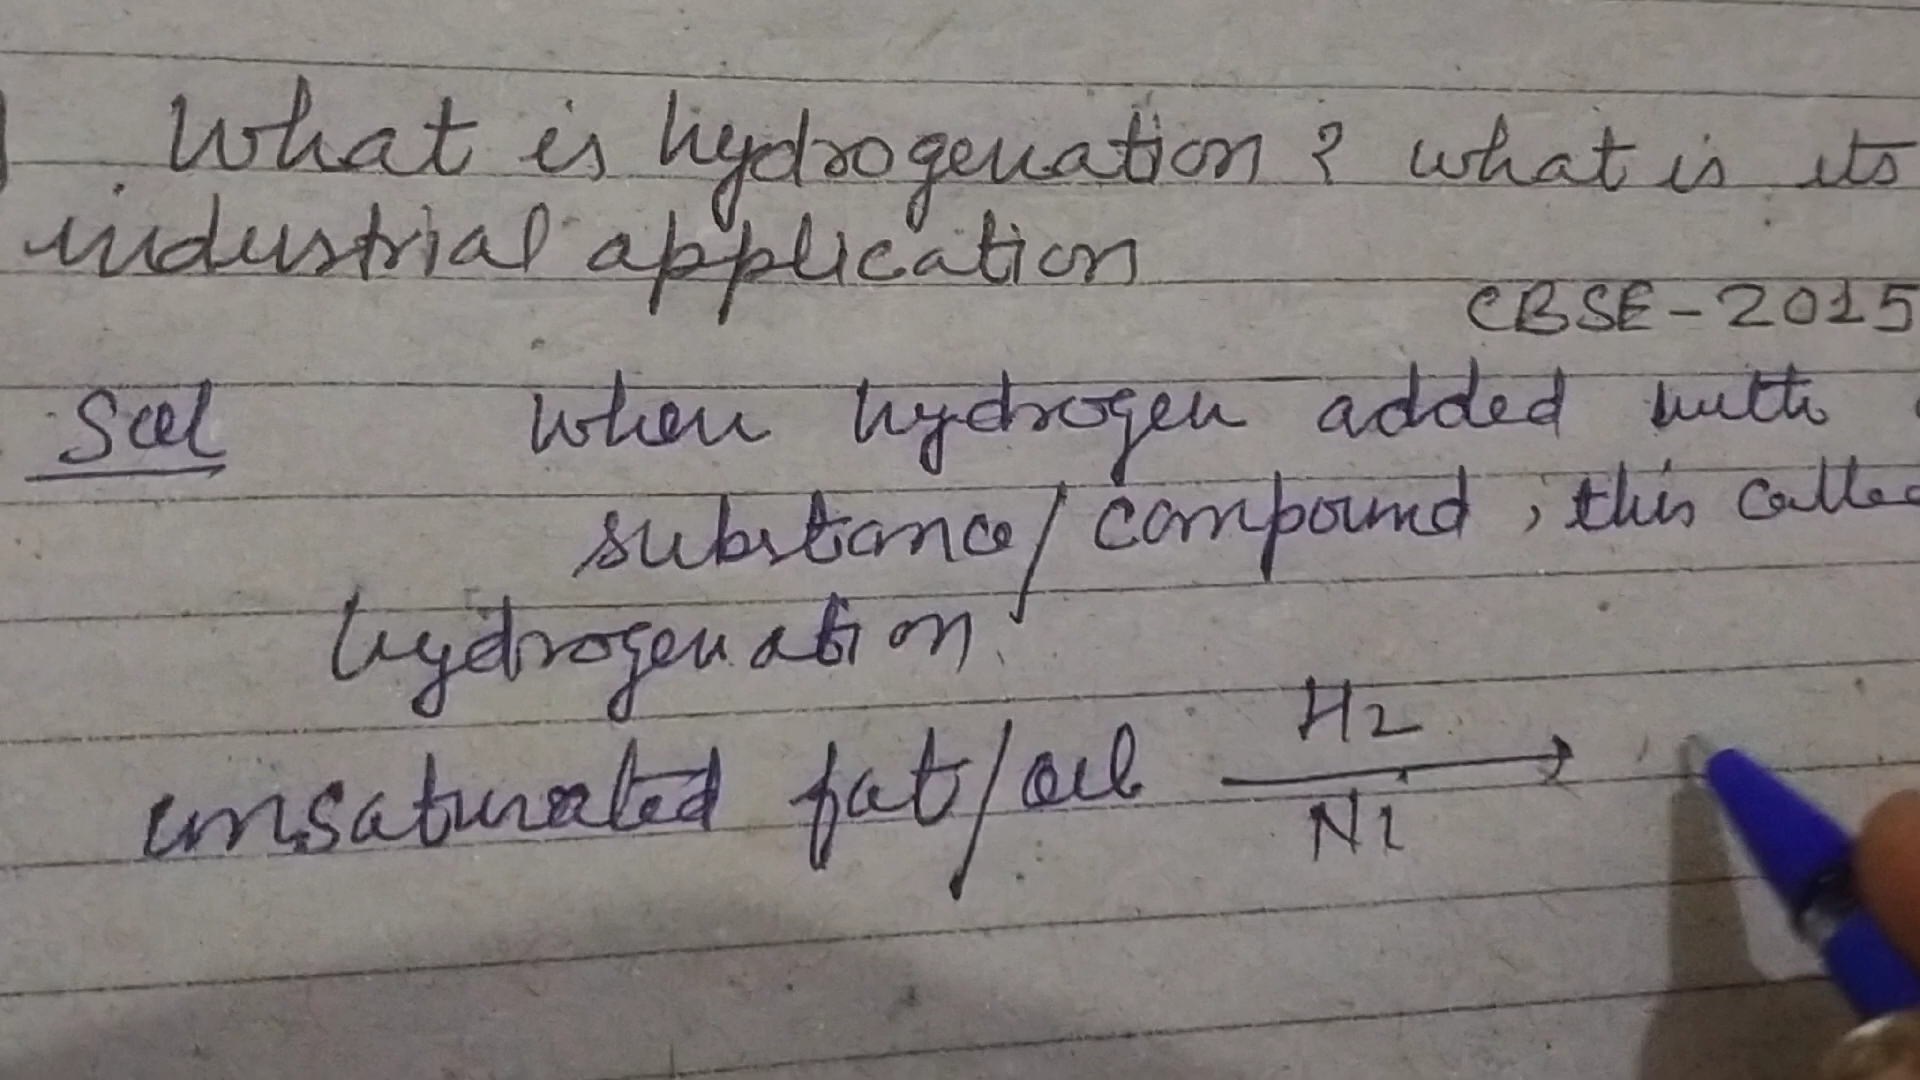 What is hydrogenation? what is its
industrial application
CBSE-2015
Sol when hydrogen added with
substance/compound, this called
hydrogenation
unsaturated fat/oil H2
Ni